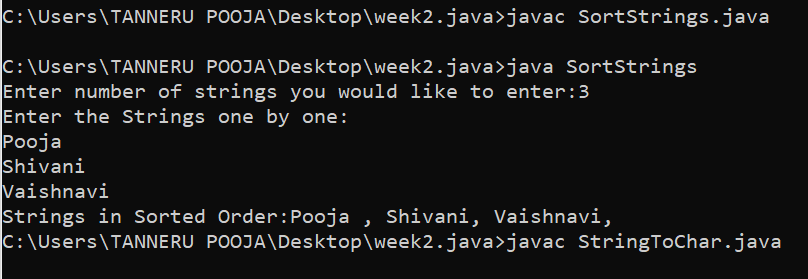 C:\Users\TANNERU POOJA\Desktop\week2.java>javac SortStrings.java
C:\Users\TANNERU POOJA\Desktop\week2.java>java SortStrings
Enter number of strings you would like to enter:3
Enter the Strings one by one:
Pooja
Shivani
Vaishnavi
Strings in Sorted Order:Pooja , Shivani, Vaishnavi,
C:\Users\TANNERU POOJA\Desktop\week2.java>javac StringToChar.java